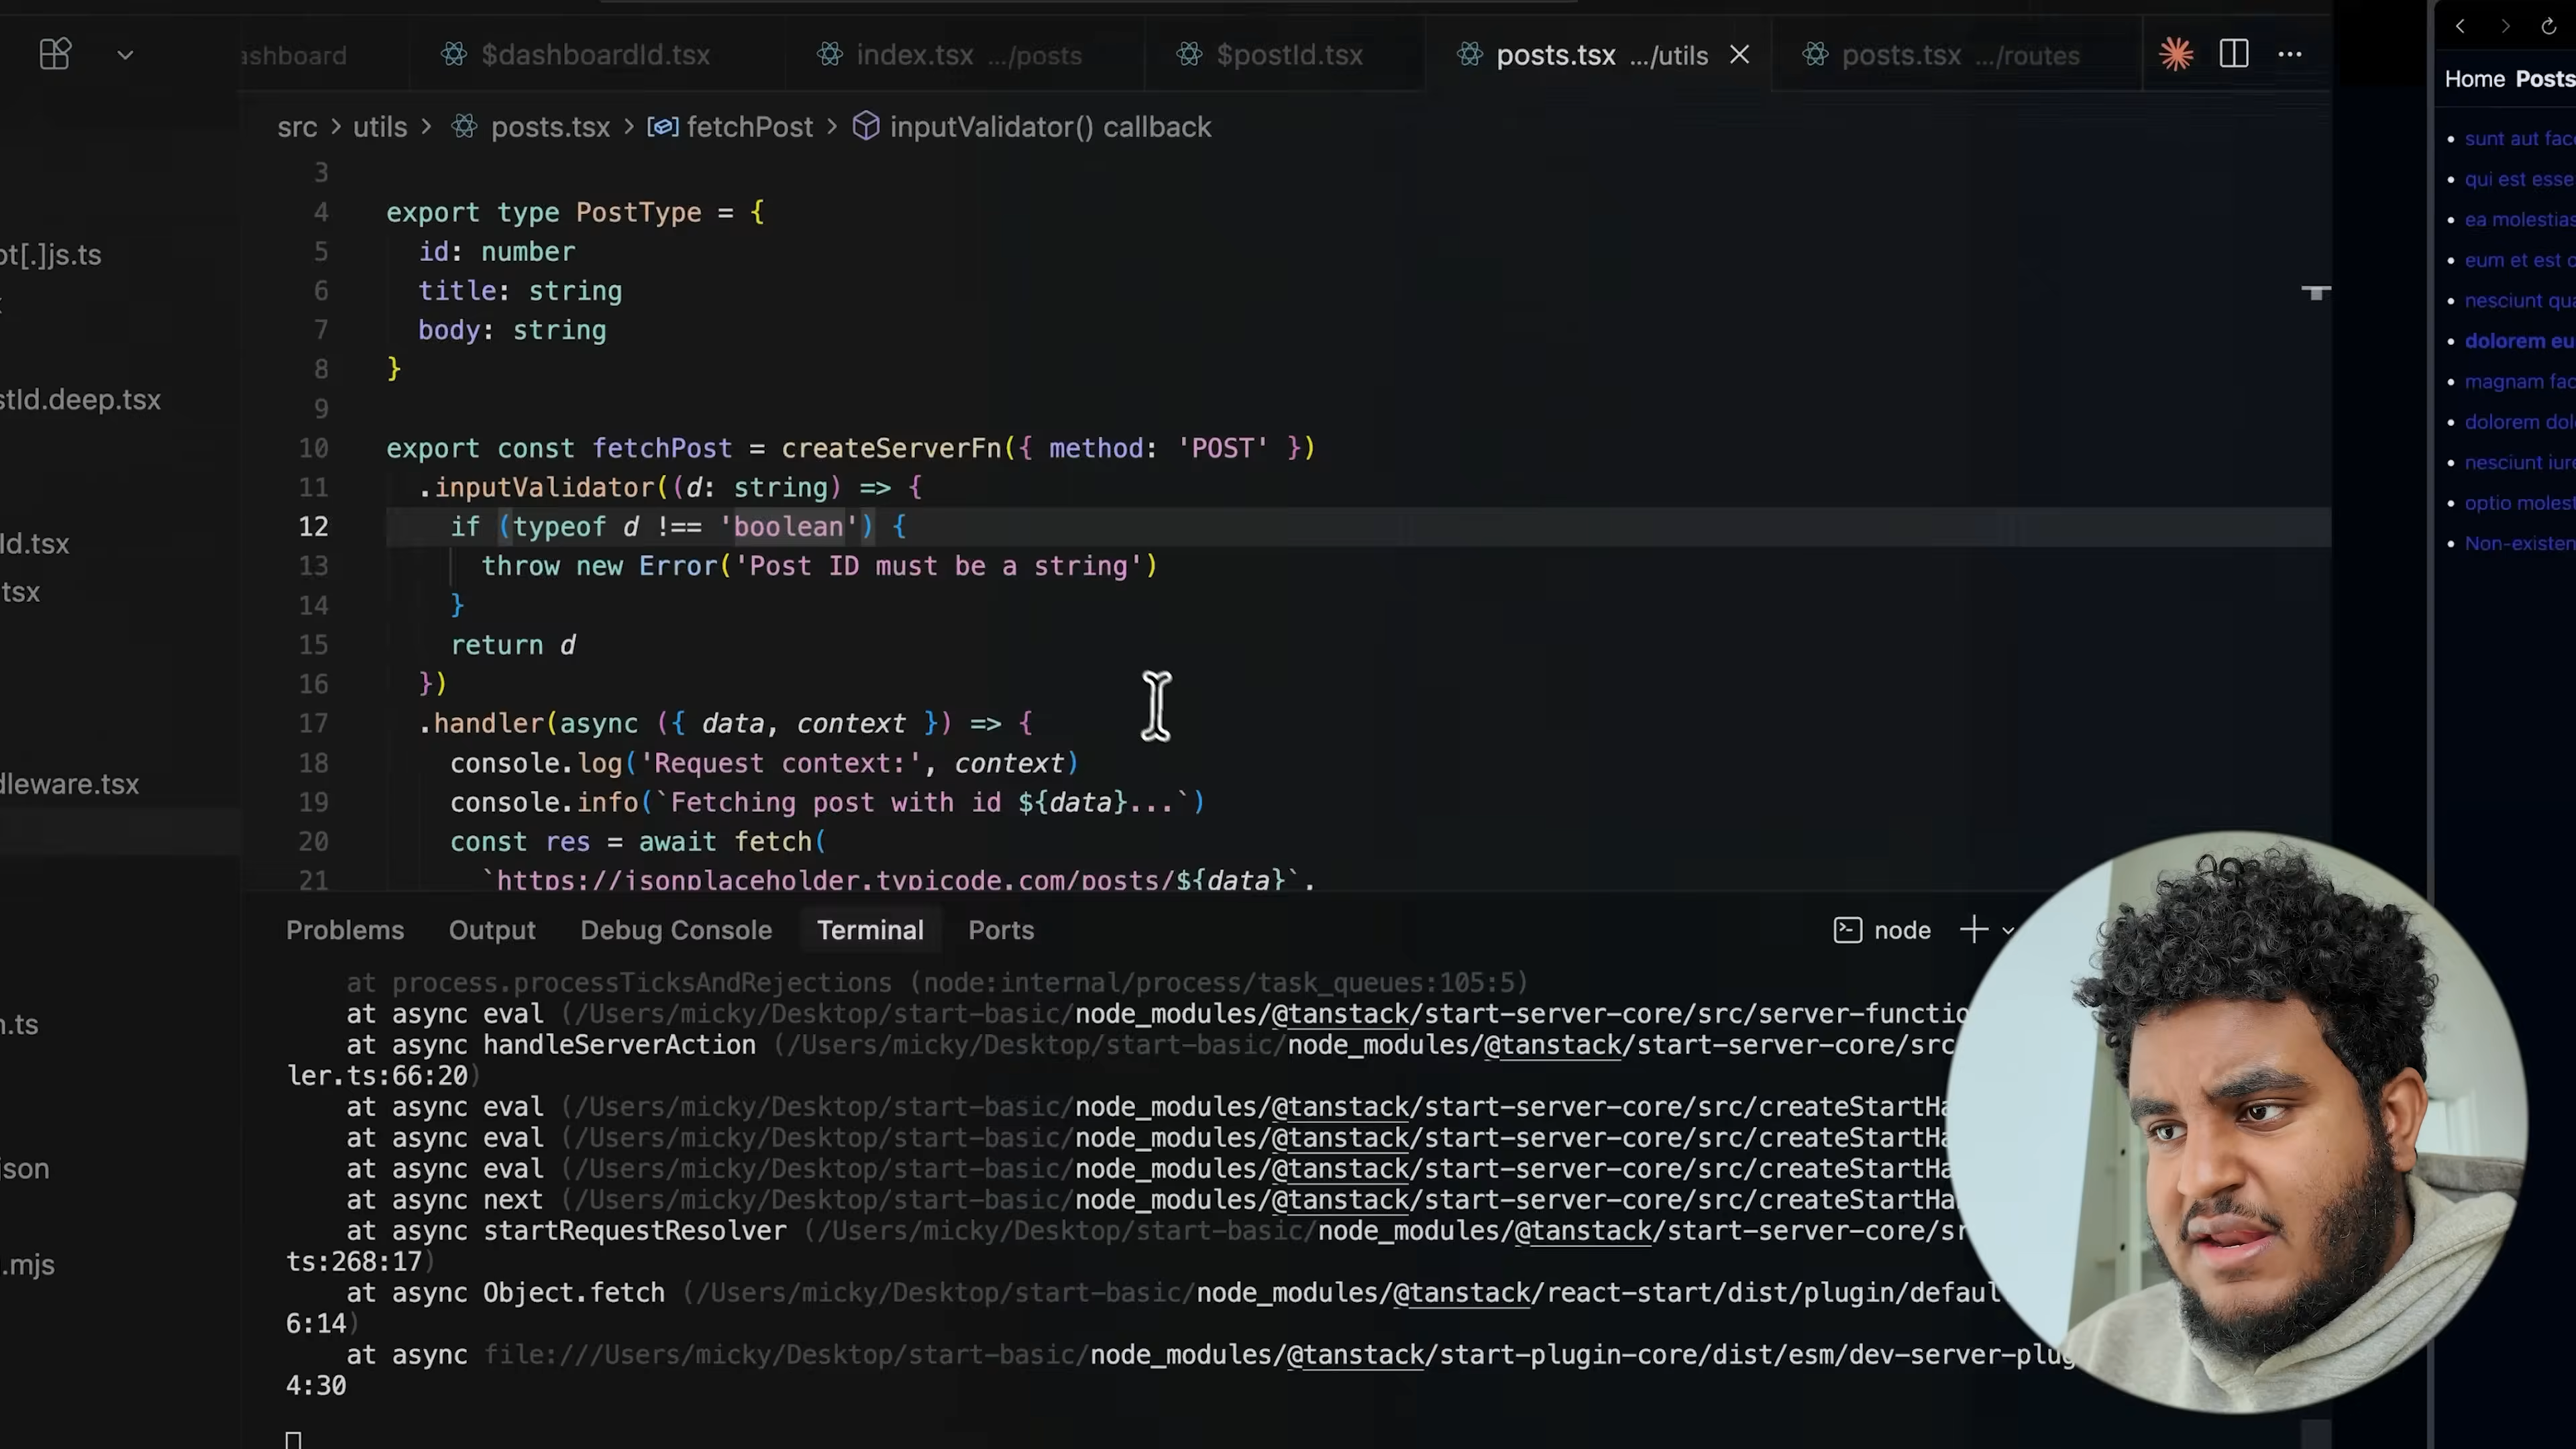 ashboard
$dashboardId.tsx
index.tsx .../posts
$postId.tsx
posts.tsx .../utils
posts.tsx .../routes
src > utils > posts.tsx > fetchPost > inputValidator() callback
pt[.]js.ts
stId.deep.tsx
Id.tsx
.tsx
dleware.tsx
n.ts
json
.mjs
3
4 export type PostType = {
5 id: number
6 title: string
7 body: string
8 }
9
10 export const fetchPost = createServerFn({ method: 'POST' })
11 .inputValidator((d: string) => {
12 if (typeof d !== 'boolean') {
13 throw new Error('Post ID must be a string')
14 }
15 return d
16 })
17 .handler(async ({ data, context }) => {
18 console.log('Request context:', context)
19 console.info(`Fetching post with id ${data}...`)
20 const res = await fetch(
21 `https://jsonplaceholder.typicode.com/posts/${data}`,
Problems Output Debug Console Terminal Ports
node
at process.processTicksAndRejections (node:internal/process/task_queues:105:5)
at async eval (/Users/micky/Desktop/start-basic/node_modules/@tanstack/start-server-core/src/server-functio
at async handleServerAction (/Users/micky/Desktop/start-basic/node_modules/@tanstack/start-server-core/src
ler.ts:66:20)
at async eval (/Users/micky/Desktop/start-basic/node_modules/@tanstack/start-server-core/src/createStartHa
at async eval (/Users/micky/Desktop/start-basic/node_modules/@tanstack/start-server-core/src/createStartHa
at async eval (/Users/micky/Desktop/start-basic/node_modules/@tanstack/start-server-core/src/createStartHa
at async next (/Users/micky/Desktop/start-basic/node_modules/@tanstack/start-server-core/src/createStartHa
at async startRequestResolver (/Users/micky/Desktop/start-basic/node_modules/@tanstack/start-server-core/sr
ts:268:17)
at async Object.fetch (/Users/micky/Desktop/start-basic/node_modules/@tanstack/react-start/dist/plugin/defaul
6:14)
at async file:///Users/micky/Desktop/start-basic/node_modules/@tanstack/start-plugin-core/dist/esm/dev-server-plug
4:30
Home Posts
sunt aut fac
qui est esse
ea molestias
eum et est
nesciunt qua
dolorem eu
magnam fac
dolorem dol
nesciunt iure
optio molest
Non-existen